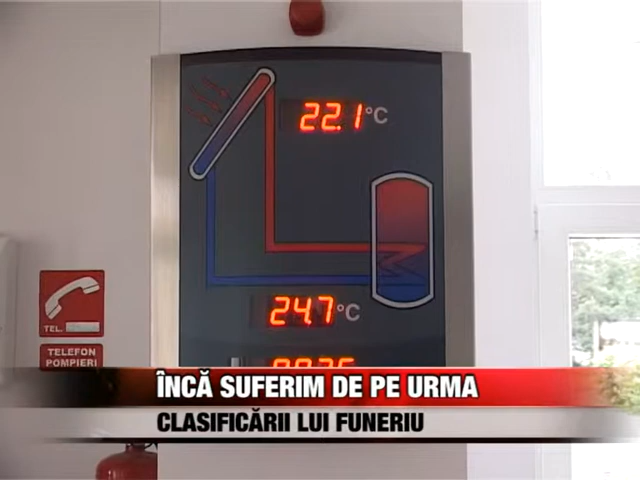 22.1 °C
24.7 °C
TEL.
TELEFON
POMPIERI
ÎNCĂ SUFERIM DE PE URMA
CLASIFICĂRII LUI FUNERIU